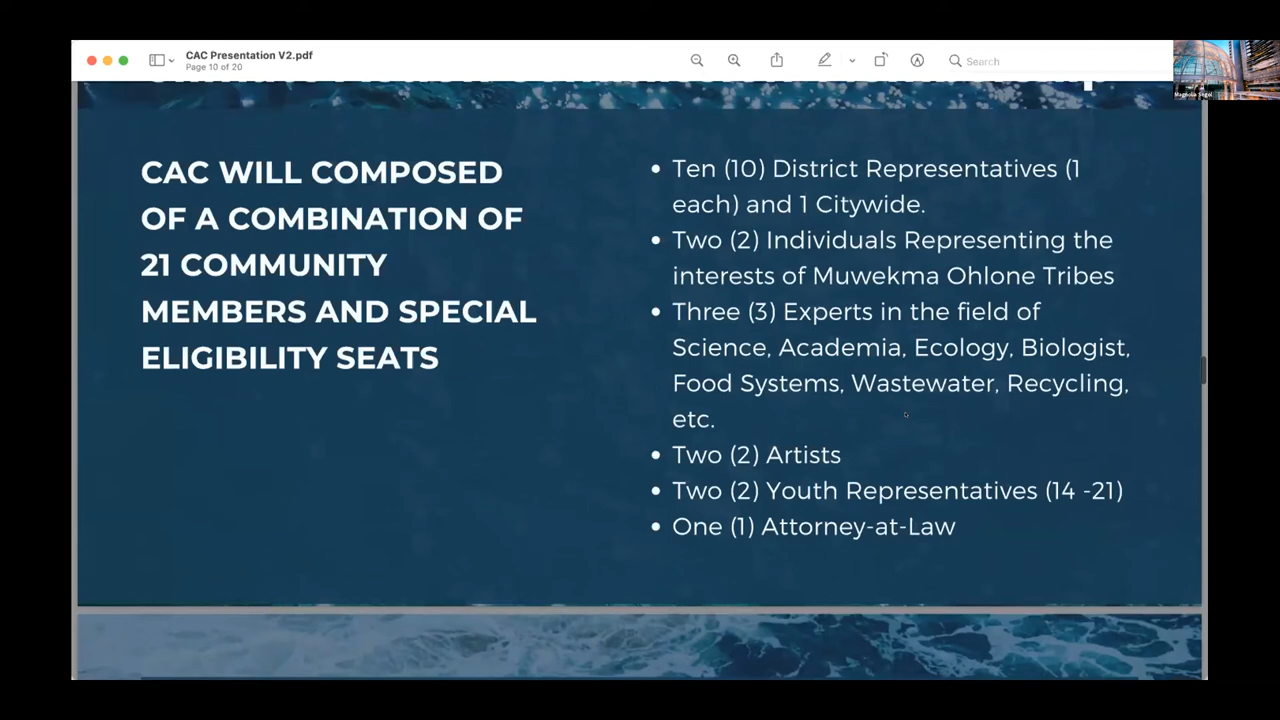 CAC Presentation V2.pdf
Page 10 of 20
Search
CAC WILL COMPOSED
OF A COMBINATION OF
21 COMMUNITY
MEMBERS AND SPECIAL
ELIGIBILITY SEATS
• Ten (10) District Representatives (1
each) and 1 Citywide.
• Two (2) Individuals Representing the
interests of Muwekma Ohlone Tribes
• Three (3) Experts in the field of
Science, Academia, Ecology, Biologist,
Food Systems, Wastewater, Recycling,
etc.
• Two (2) Artists
• Two (2) Youth Representatives (14 -21)
• One (1) Attorney-at-Law